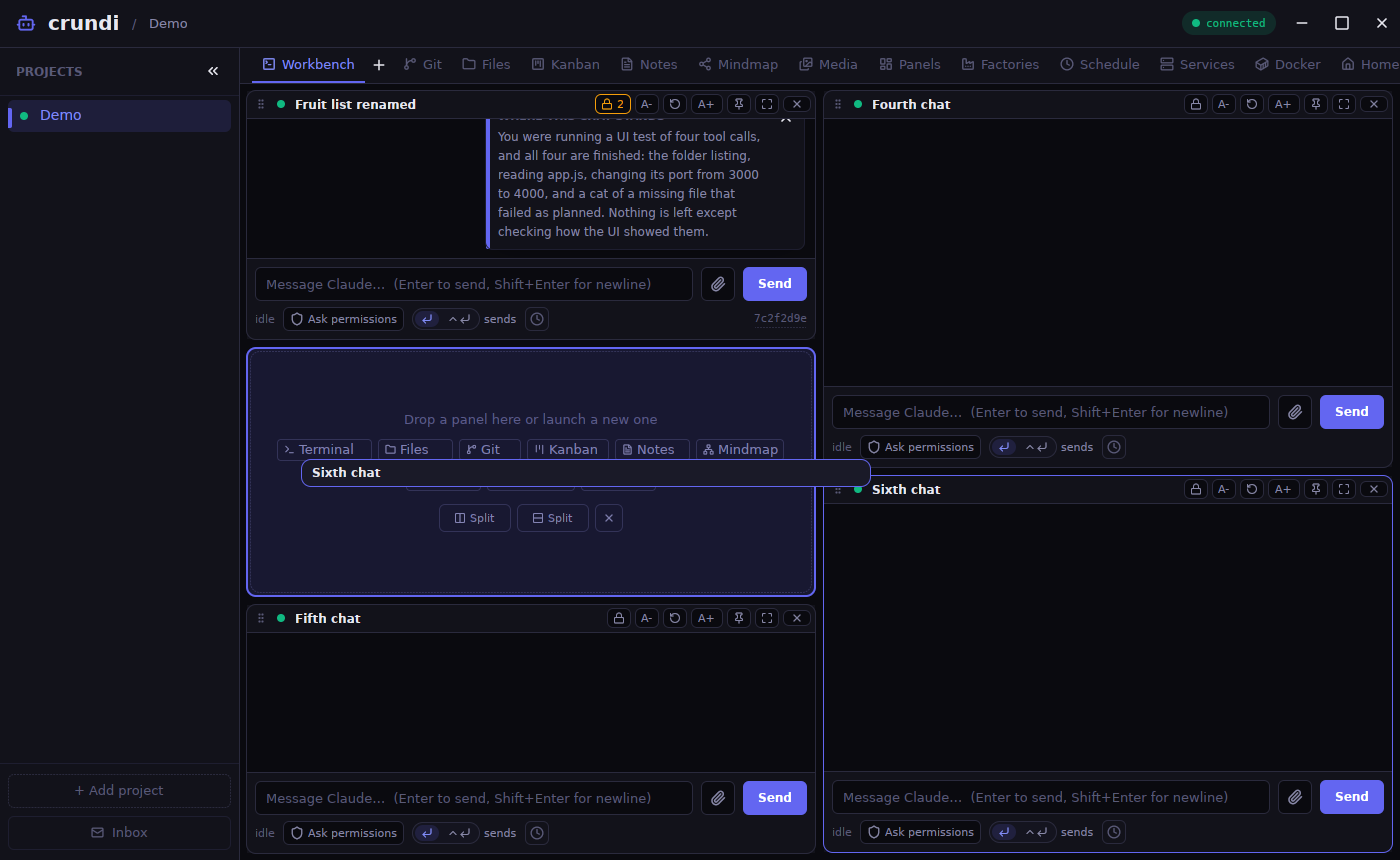 crundi / Demo
connected
PROJECTS
Demo
+ Add project
Inbox
Workbench
Git
Files
Kanban
Notes
Mindmap
Media
Panels
Factories
Schedule
Services
Docker
Home
Fruit list renamed
2
A-
A+
You were running a UI test of four tool calls,
and all four are finished: the folder listing,
reading app.js, changing its port from 3000
to 4000, and a cat of a missing file that
failed as planned. Nothing is left except
checking how the UI showed them.
Message Claude... (Enter to send, Shift+Enter for newline)
Send
idle
Ask permissions
sends
7c2f2d9e
Drop a panel here or launch a new one
Terminal
Files
Git
Kanban
Notes
Mindmap
Sixth chat
Split
Split
Fifth chat
A-
A+
Message Claude... (Enter to send, Shift+Enter for newline)
Send
idle
Ask permissions
sends
Fourth chat
A-
A+
Message Claude... (Enter to send, Shift+Enter for newline)
Send
idle
Ask permissions
sends
Sixth chat
A-
A+
Message Claude... (Enter to send, Shift+Enter for newline)
Send
idle
Ask permissions
sends